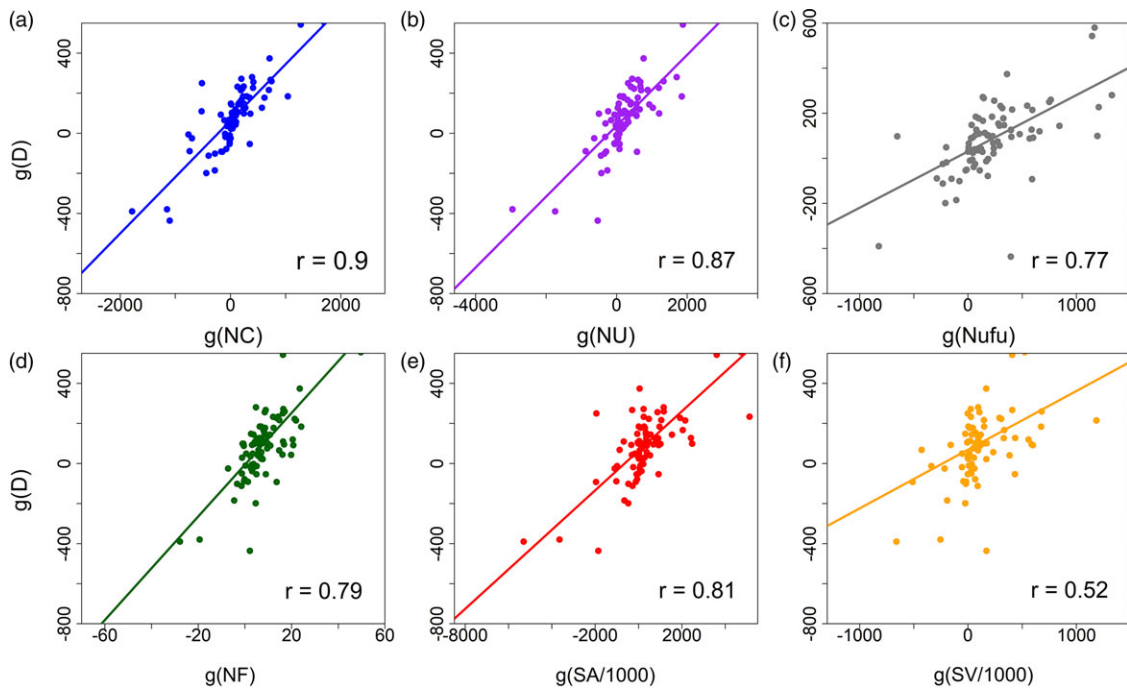 (a)
g(D)
400
0
-400
-800
r = 0.9
-2000
0
2000
g(NC)
(b)
400
0
-400
-800
r = 0.87
-4000
0
4000
g(NU)
(c)
600
200
-200
-600
r = 0.77
-1000
0
1000
g(Nufu)
(d)
g(D)
400
0
-400
-800
r = 0.79
-60
-20
20
60
g(NF)
(e)
400
0
-400
-800
r = 0.81
-8000
-2000
2000
g(SA/1000)
(f)
400
0
-400
-800
r = 0.52
-1000
0
1000
g(SV/1000)